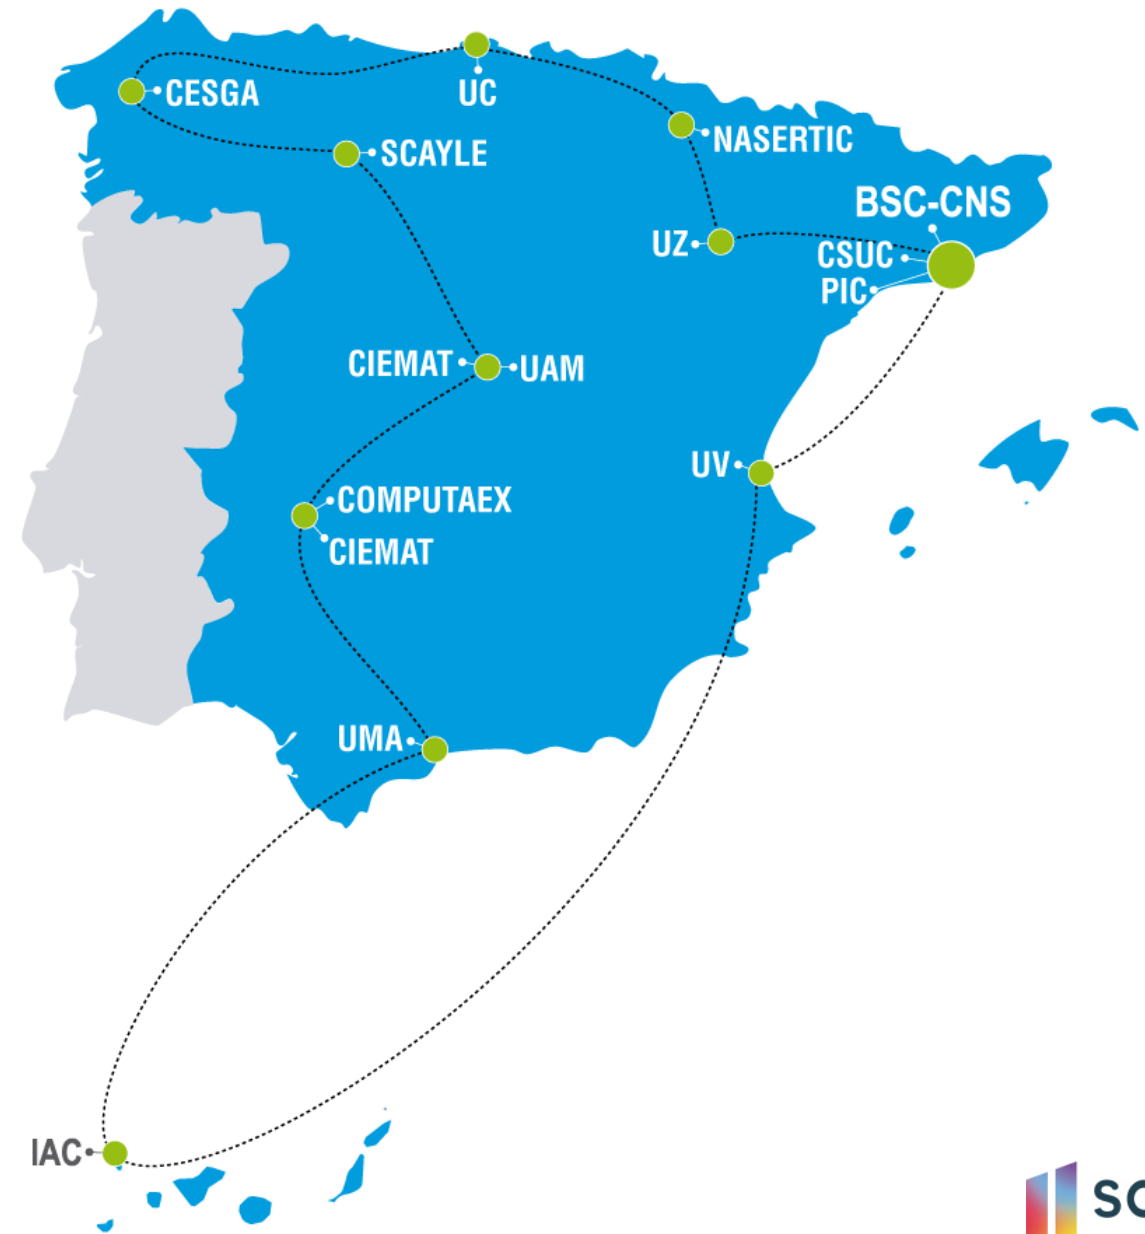 CESGA
UC
SCAYLE
NASERTIC
BSC-CNS
UZ
CSUC
PIC
CIEMAT
UAM
UV
COMPUTAEX
CIEMAT
UMA
IAC